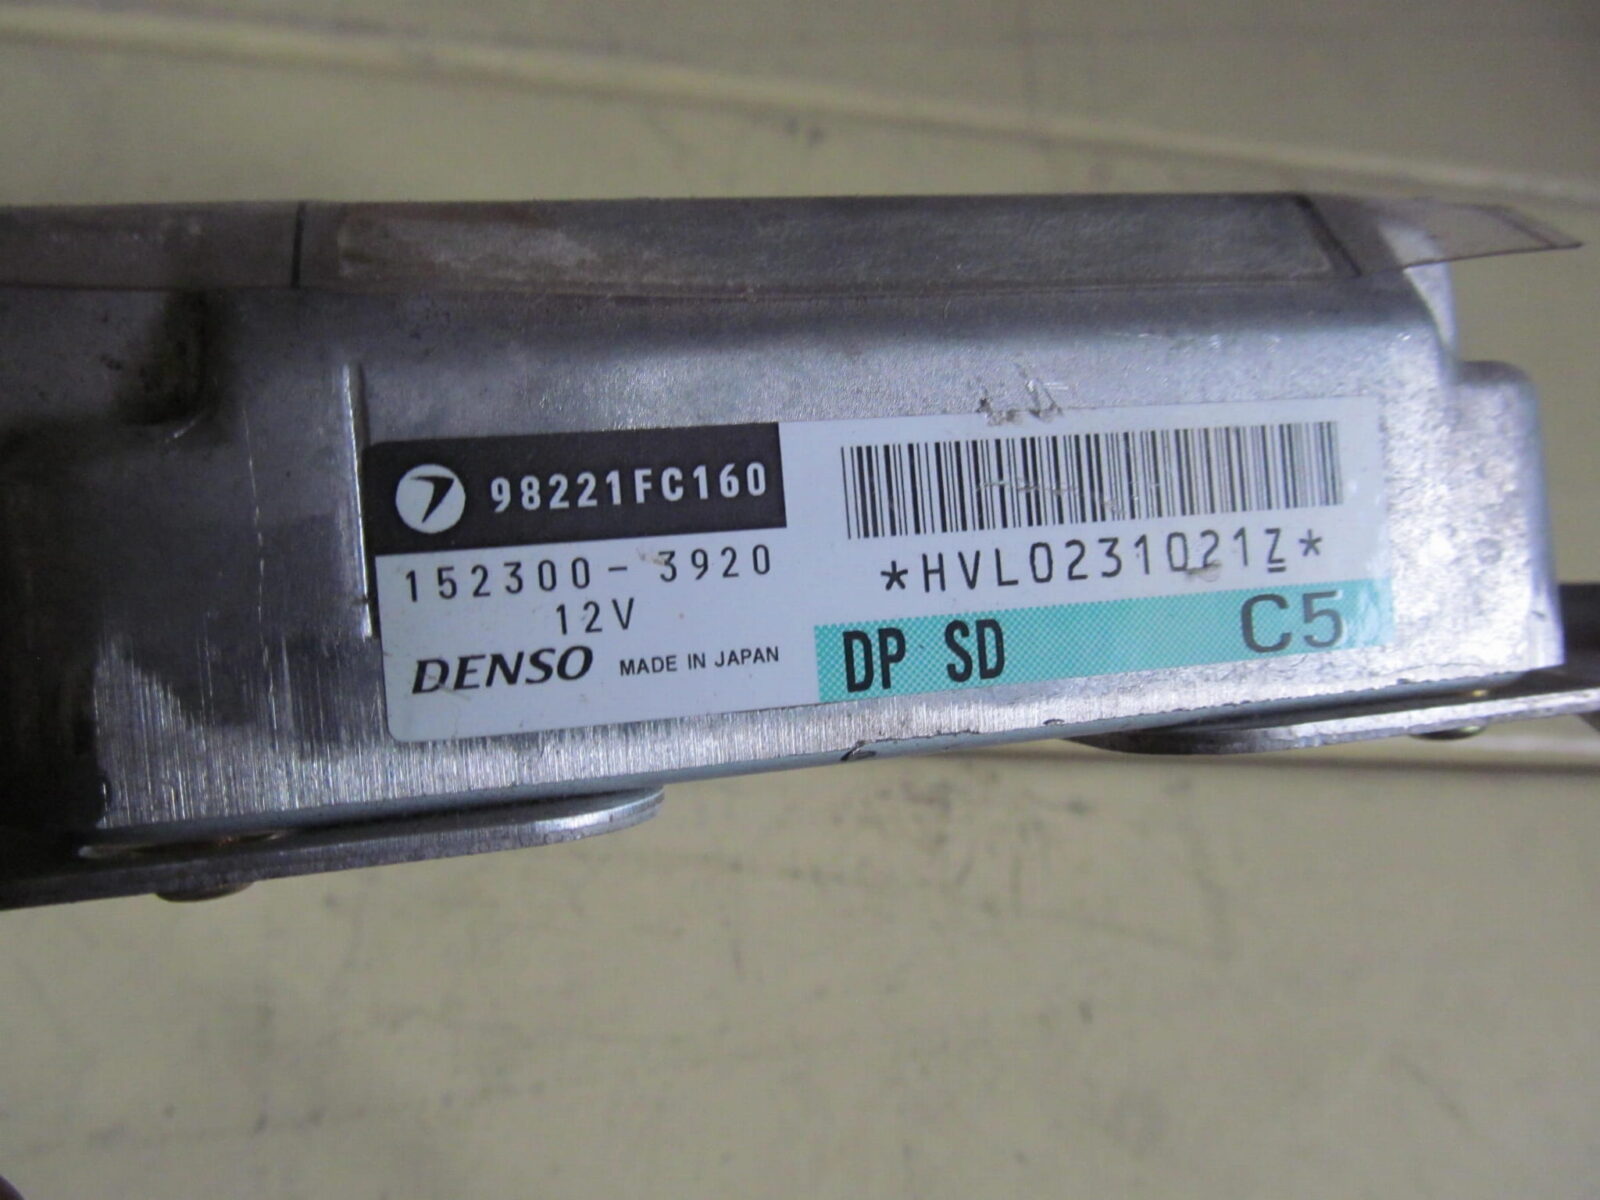 98221FC160
152300-3920
12V
DENSO MADE IN JAPAN
*HVL0231021Z*
DP SD C5